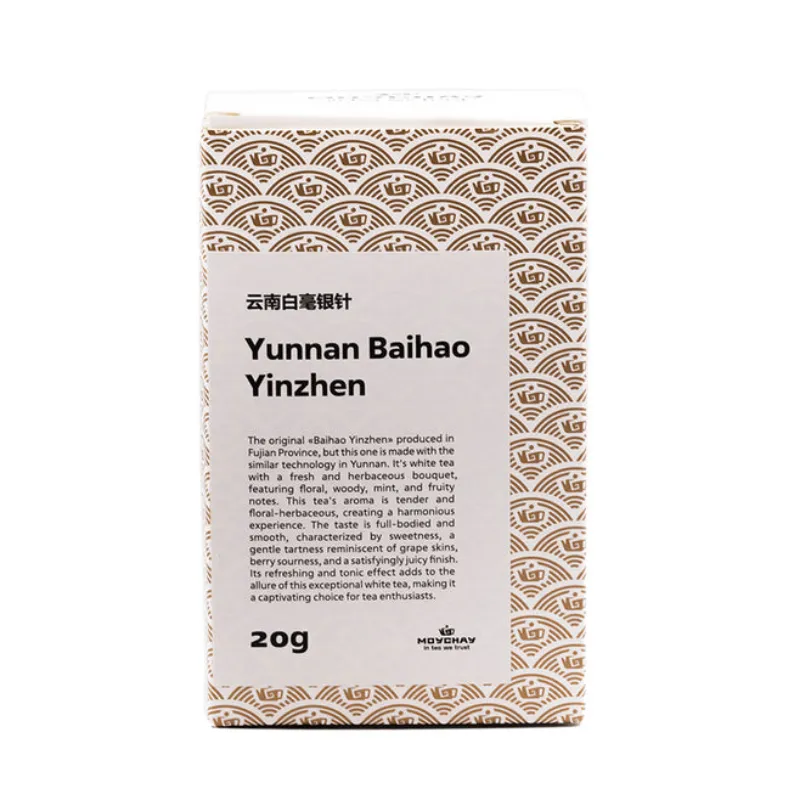 云南白毫银针
Yunnan Baihao
Yinzhen
The original «Baihao Yinzhen» produced in
Fujian Province, but this one is made with the
similar technology in Yunnan. It's white tea
with a fresh and herbaceous bouquet,
featuring floral, woody, mint, and fruity
notes. This tea's aroma is tender and
floral-herbaceous, creating a harmonious
experience. The taste is full-bodied and
smooth, characterized by sweetness, a
gentle tartness reminiscent of grape skins,
berry sourness, and a satisfyingly juicy finish.
Its refreshing and tonic effect adds to the
allure of this exceptional white tea, making it
a captivating choice for tea enthusiasts.
20g
MOYCHAY
in tea we trust